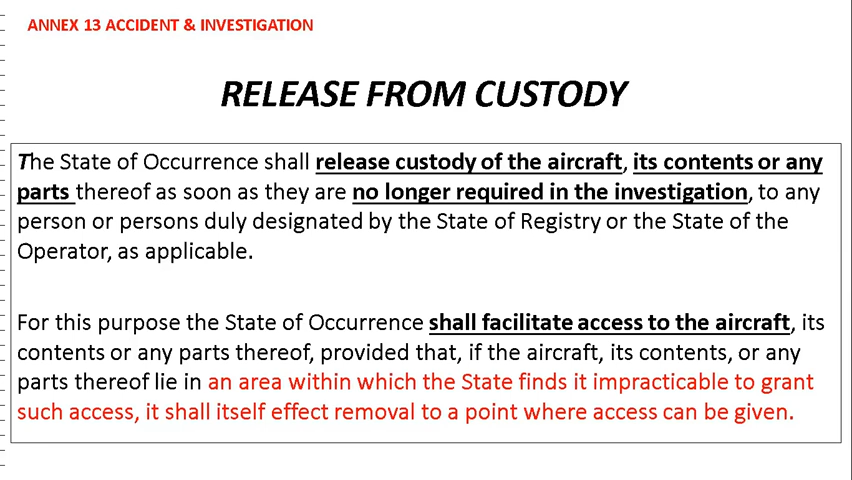 ANNEX 13 ACCIDENT & INVESTIGATION
RELEASE FROM CUSTODY
The State of Occurrence shall release custody of the aircraft, its contents or any
parts thereof as soon as they are no longer required in the investigation, to any
person or persons duly designated by the State of Registry or the State of the
Operator, as applicable.
For this purpose the State of Occurrence shall facilitate access to the aircraft, its
contents or any parts thereof, provided that, if the aircraft, its contents, or any
parts thereof lie in an area within which the State finds it impracticable to grant
such access, it shall itself effect removal to a point where access can be given.